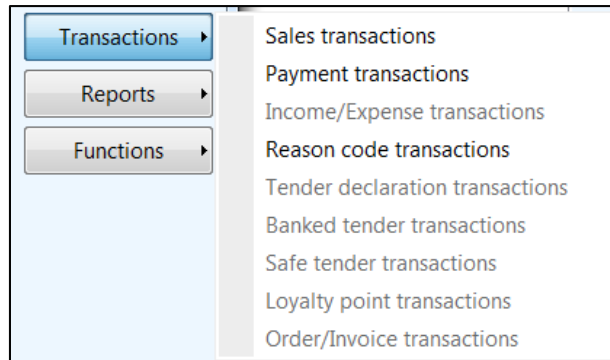 Transactions
Reports
Functions
Sales transactions
Payment transactions
Income/Expense transactions
Reason code transactions
Tender declaration transactions
Banked tender transactions
Safe tender transactions
Loyalty point transactions
Order/Invoice transactions